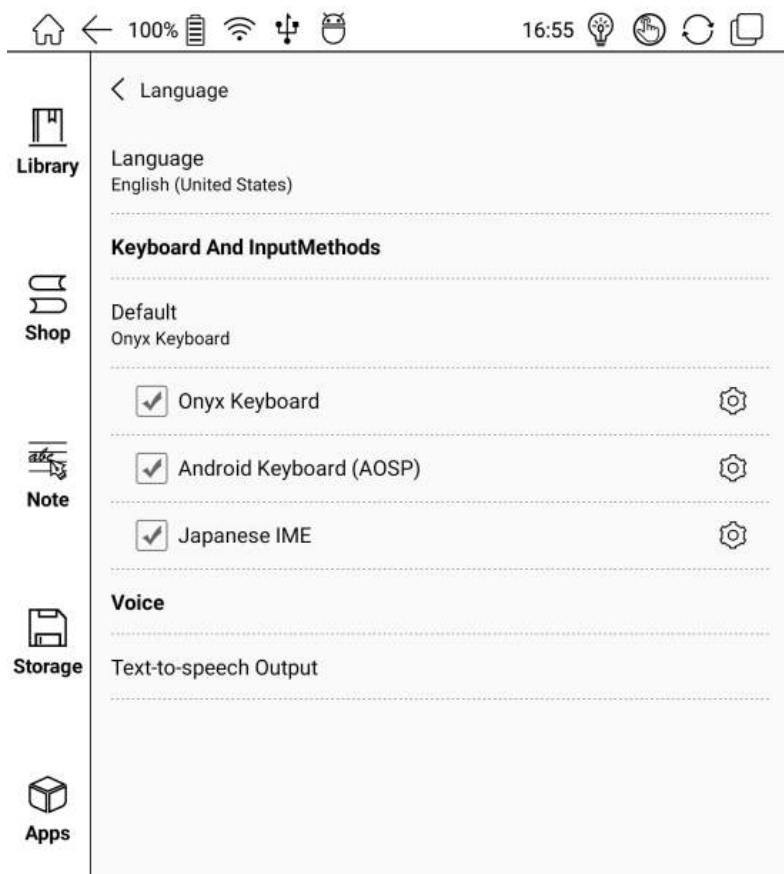 100%
16:55
Language
Library
Language
English (United States)
Keyboard And InputMethods
Shop
Default
Onyx Keyboard
Onyx Keyboard
abc
Note
Android Keyboard (AOSP)
Japanese IME
Voice
Storage
Text-to-speech Output
Apps